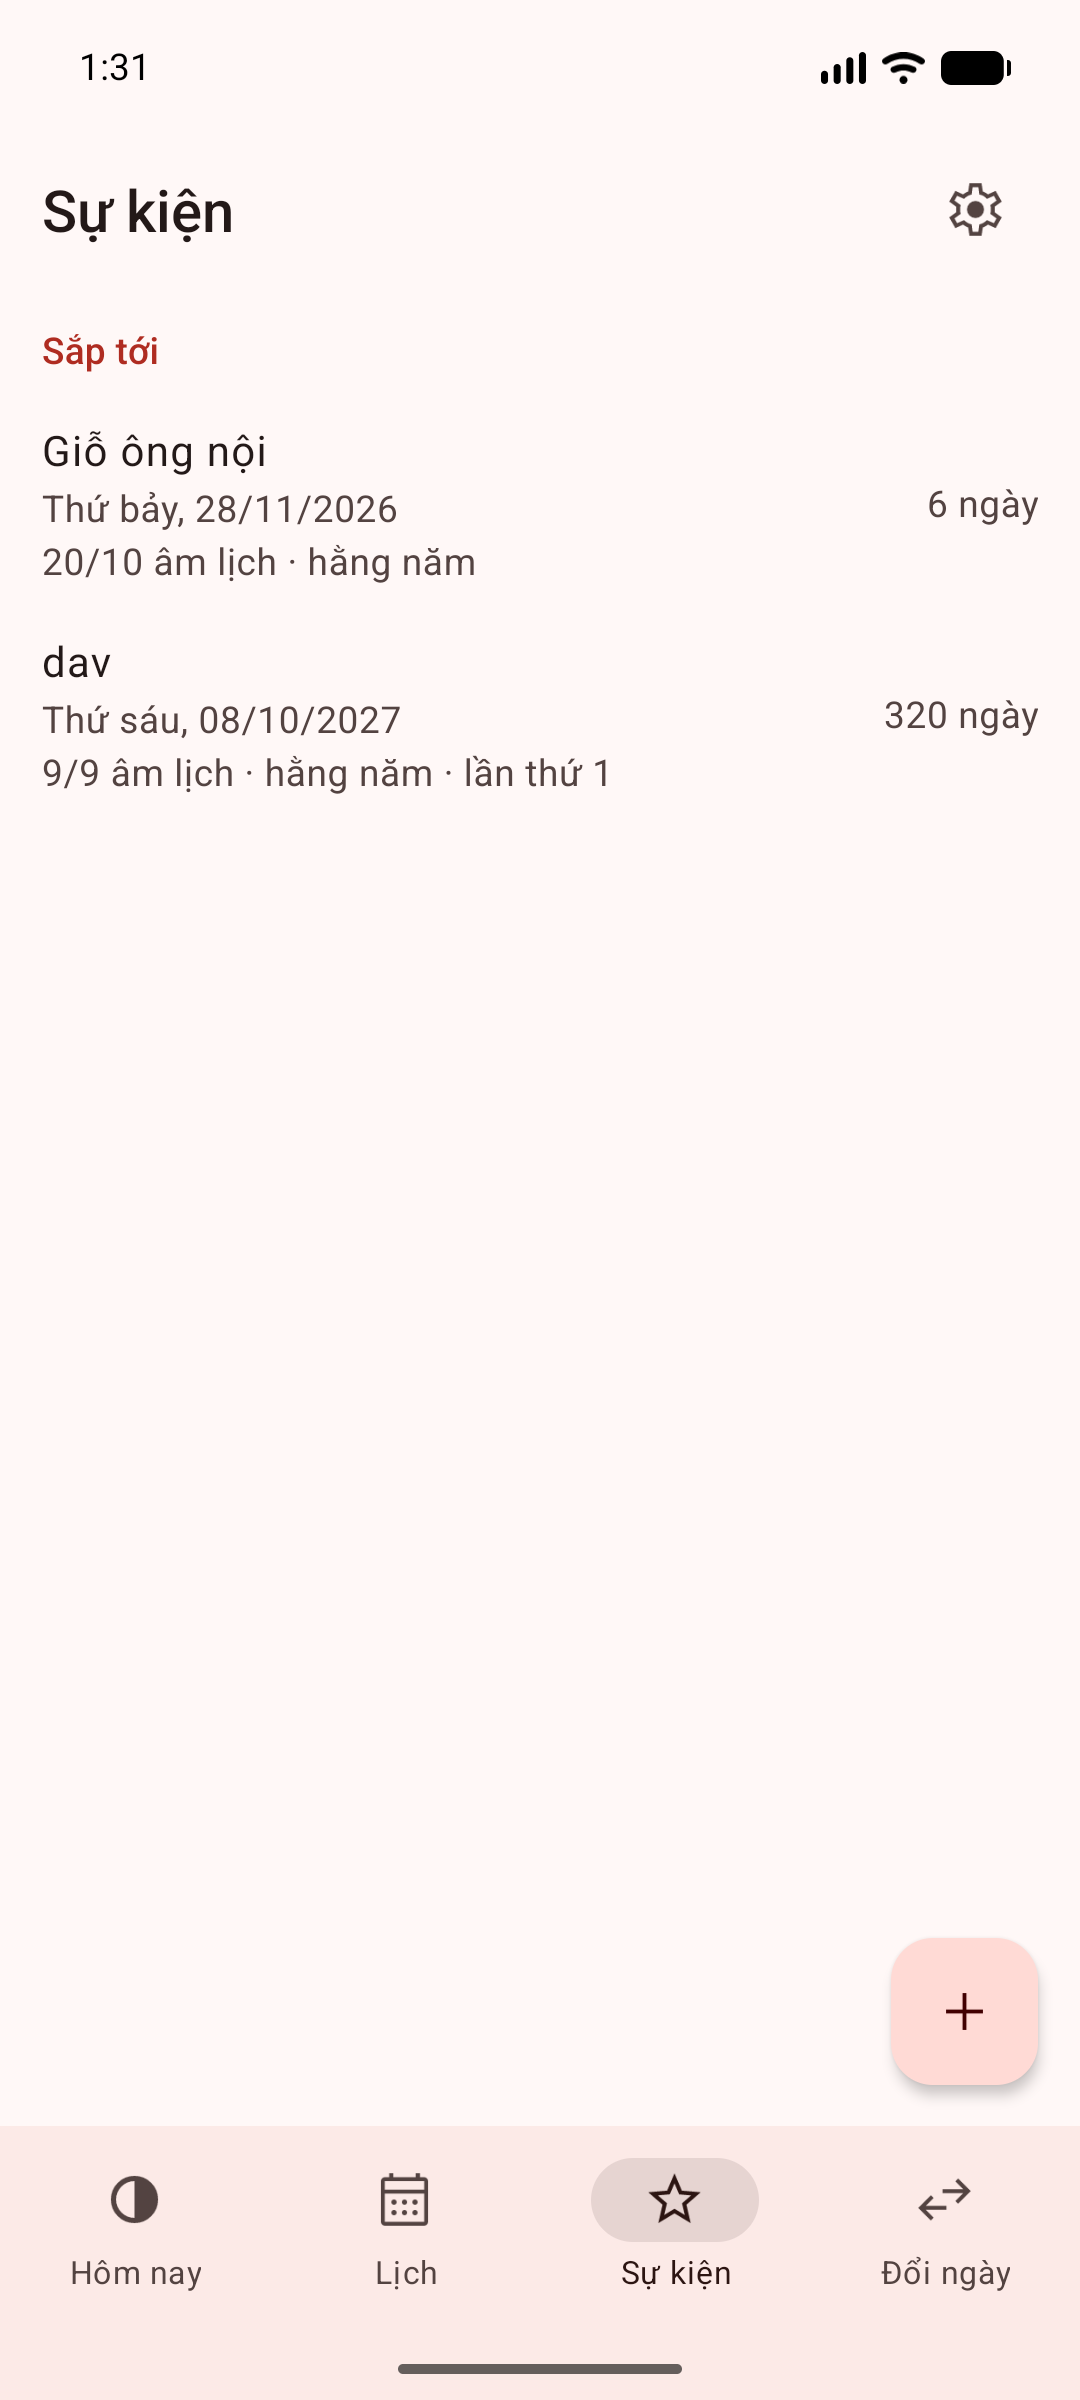 1:31
Sự kiện
Sắp tới
Giỗ ông nội
Thứ bảy, 28/11/2026
6 ngày
20/10 âm lịch · hằng năm
dav
Thứ sáu, 08/10/2027
320 ngày
9/9 âm lịch · hằng năm · lần thứ 1
Hôm nay
Lịch
Sự kiện
Đổi ngày